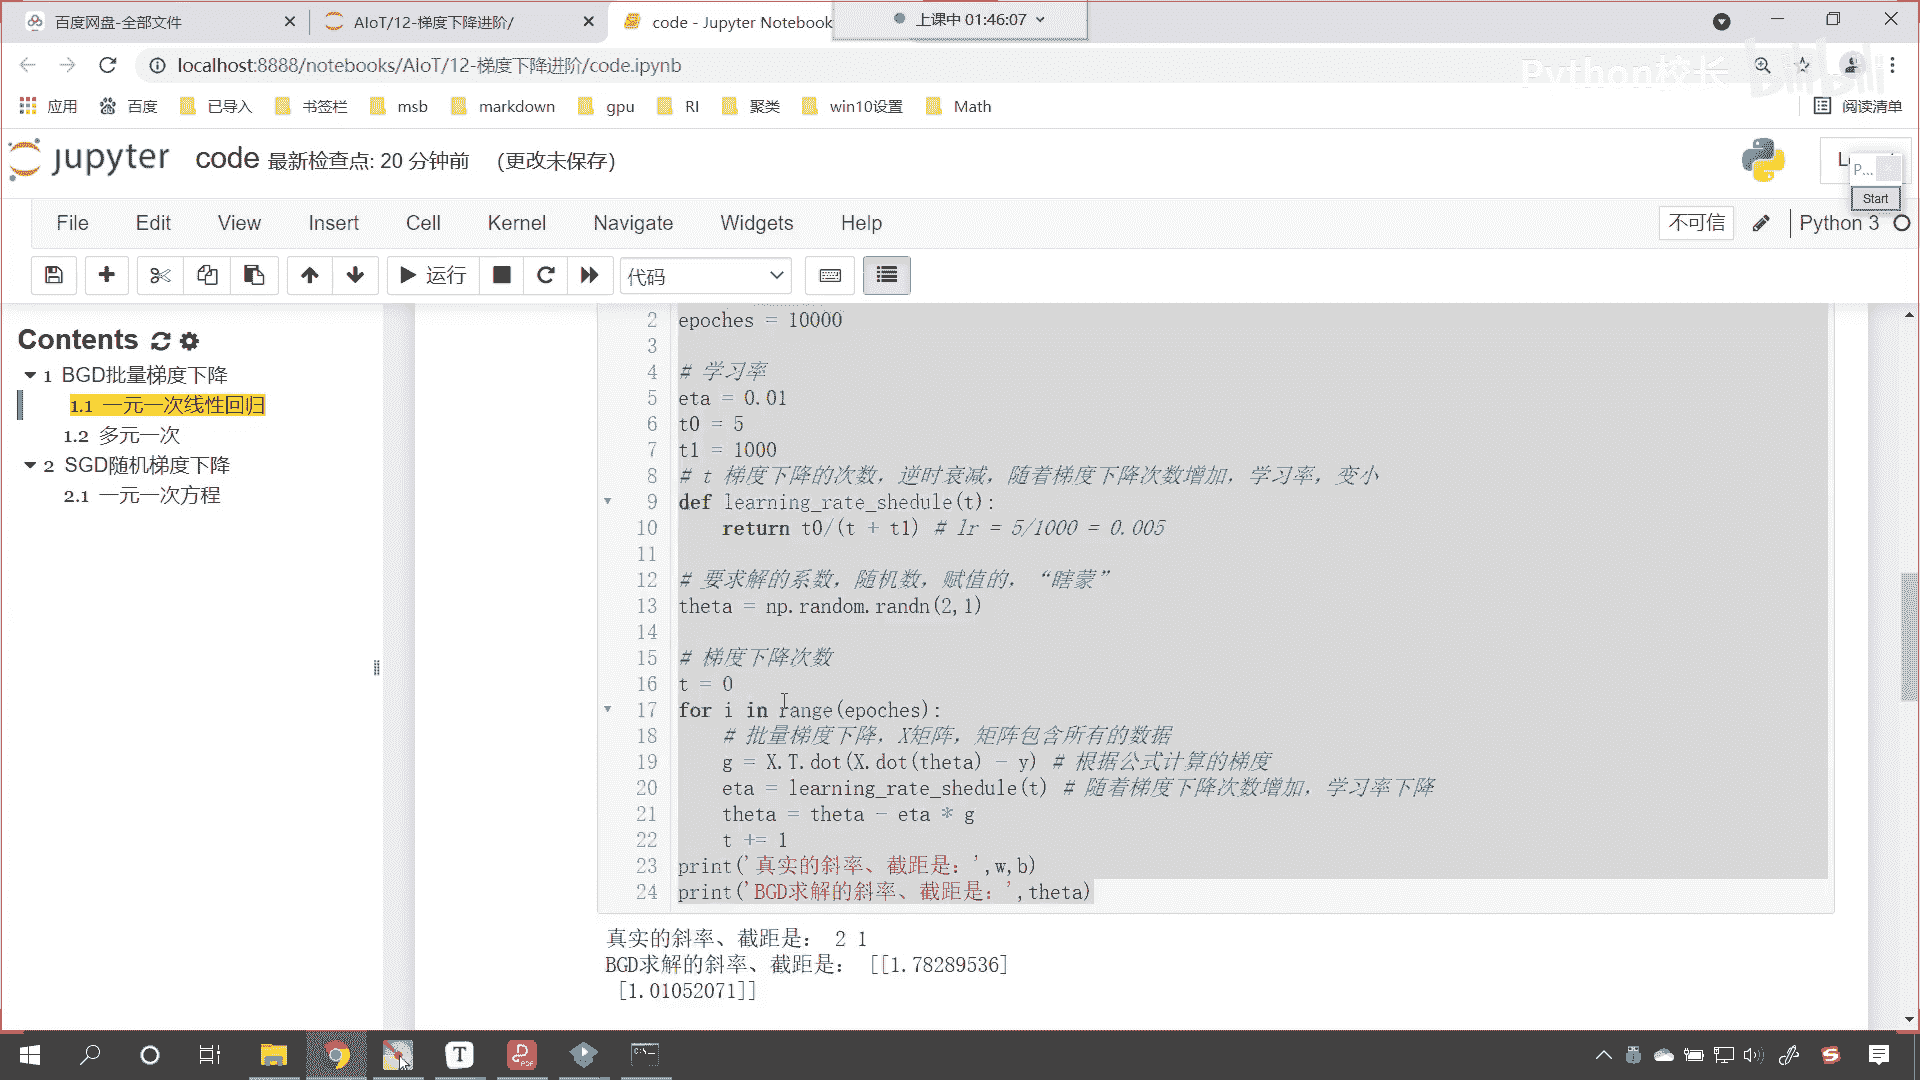 百度网盘-全部文件
AIoT/12-梯度下降进阶/
code - Jupyter Notebook
上课中 01:46:07
localhost:8888/notebooks/AIoT/12-梯度下降进阶/code.ipynb
Python校长
bilibili
应用 百度 已导入 书签栏 msb markdown gpu RI 聚类 win10设置 Math 阅读清单
jupyter code 最新检查点: 20 分钟前 (更改未保存)
P...
Start
File Edit View Insert Cell Kernel Navigate Widgets Help 不可信 Python 3
运行 代码
Contents
1 BGD批量梯度下降
1.1 一元一次线性回归
1.2 多元一次
2 SGD随机梯度下降
2.1 一元一次方程
2 epoches = 10000
3
4 # 学习率
5 eta = 0.01
6 t0 = 5
7 t1 = 1000
8 # t 梯度下降的次数，逆时衰减，随着梯度下降次数增加，学习率，变小
9 def learning_rate_shedule(t):
10 return t0/(t + t1) # lr = 5/1000 = 0.005
11
12 # 要求解的系数，随机数，赋值的，“瞎蒙”
13 theta = np.random.randn(2,1)
14
15 # 梯度下降次数
16 t = 0
17 for i in range(epoches):
18 # 批量梯度下降，X矩阵，矩阵包含所有的数据
19 g = X.T.dot(X.dot(theta) - y) # 根据公式计算的梯度
20 eta = learning_rate_shedule(t) # 随着梯度下降次数增加，学习率下降
21 theta = theta - eta * g
22 t += 1
23 print('真实的斜率、截距是：',w,b)
24 print('BGD求解的斜率、截距是：',theta)
真实的斜率、截距是： 2 1
BGD求解的斜率、截距是： [[1.78289536]
[1.01052071]]